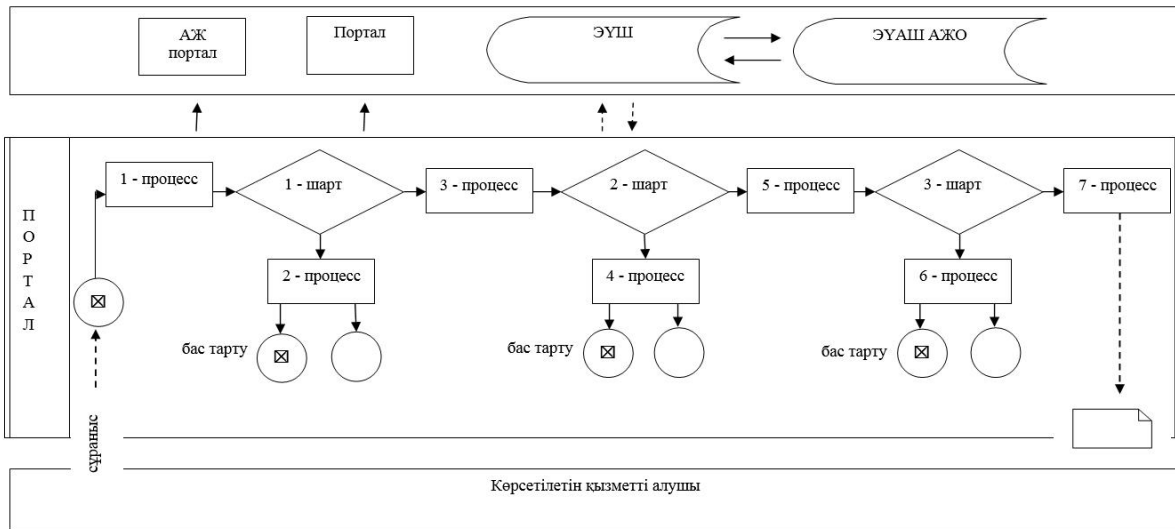 АЖ
портал
Портал
ЭҮШ
ЭҮАШ АЖО
ПОРТАЛ
1 - процесс
1 - шарт
3 - процесс
2 - шарт
5 - процесс
3 - шарт
7 - процесс
2 - процесс
4 - процесс
6 - процесс
бас тарту
бас тарту
бас тарту
сұраныс
Көрсетілетін қызметті алушы